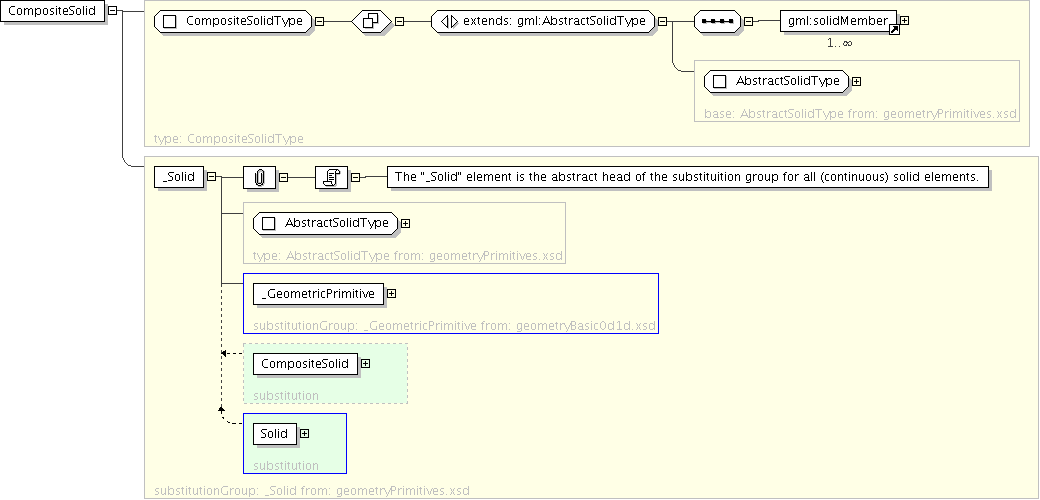 CompositeSolid
CompositeSolidType
extends: gml:AbstractSolidType
gml:solidMember
1..∞
AbstractSolidType
base: AbstractSolidType from: geometryPrimitives.xsd
type: CompositeSolidType
_Solid
The "_Solid" element is the abstract head of the substituition group for all (continuous) solid elements.
AbstractSolidType
type: AbstractSolidType from: geometryPrimitives.xsd
_GeometricPrimitive
substitutionGroup: _GeometricPrimitive from: geometryBasic0d1d.xsd
CompositeSolid
substitution
Solid
substitution
substitutionGroup: _Solid from: geometryPrimitives.xsd